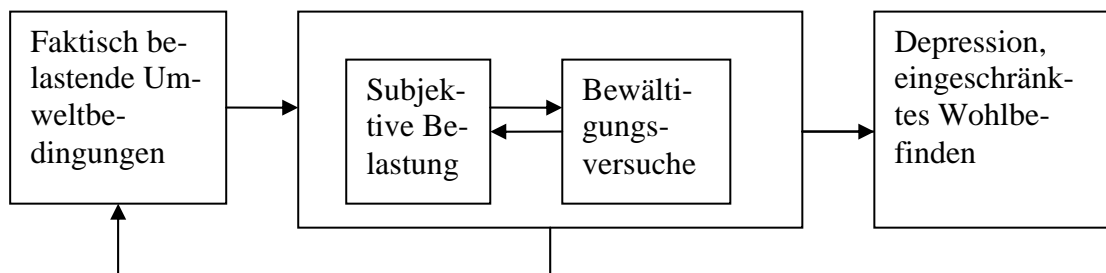 Faktisch be-
lastende Um-
weltbe-
dingungen
Subjek-
tive Be-
lastung
Bewälti-
gungs-
versuche
Depression,
eingeschränk-
tes Wohlbe-
finden